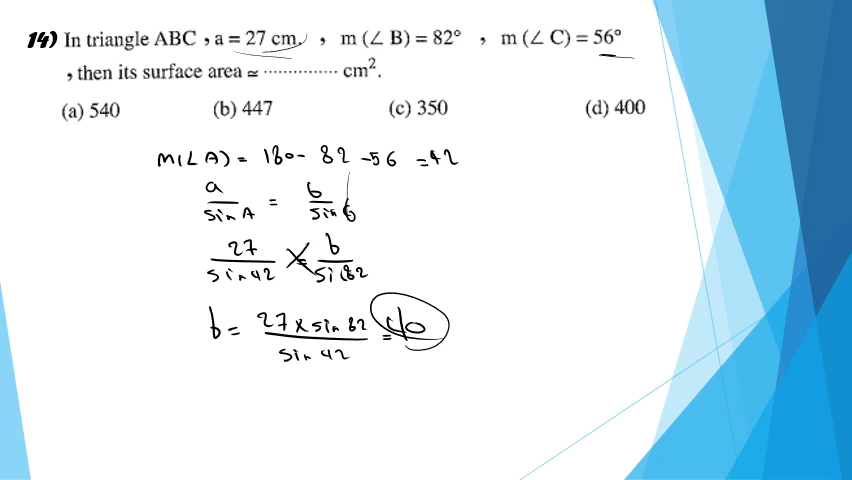 14) In triangle ABC , a = 27 cm. , m (∠ B) = 82° , m (∠ C) = 56°
, then its surface area ≃ ............... cm².
(a) 540 (b) 447 (c) 350 (d) 400
m(∠A) = 180 - 82 - 56 = 42
a / sin A = b / sin B
27 / sin 42 = b / sin 82
b = 27 × sin 82 / sin 42 = 40